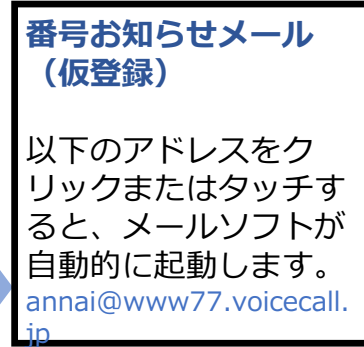 番号お知らせメール
（仮登録）
以下のアドレスをク
リックまたはタッチす
ると、メールソフトが
自動的に起動します。
annai@www77.voicecall.
jp